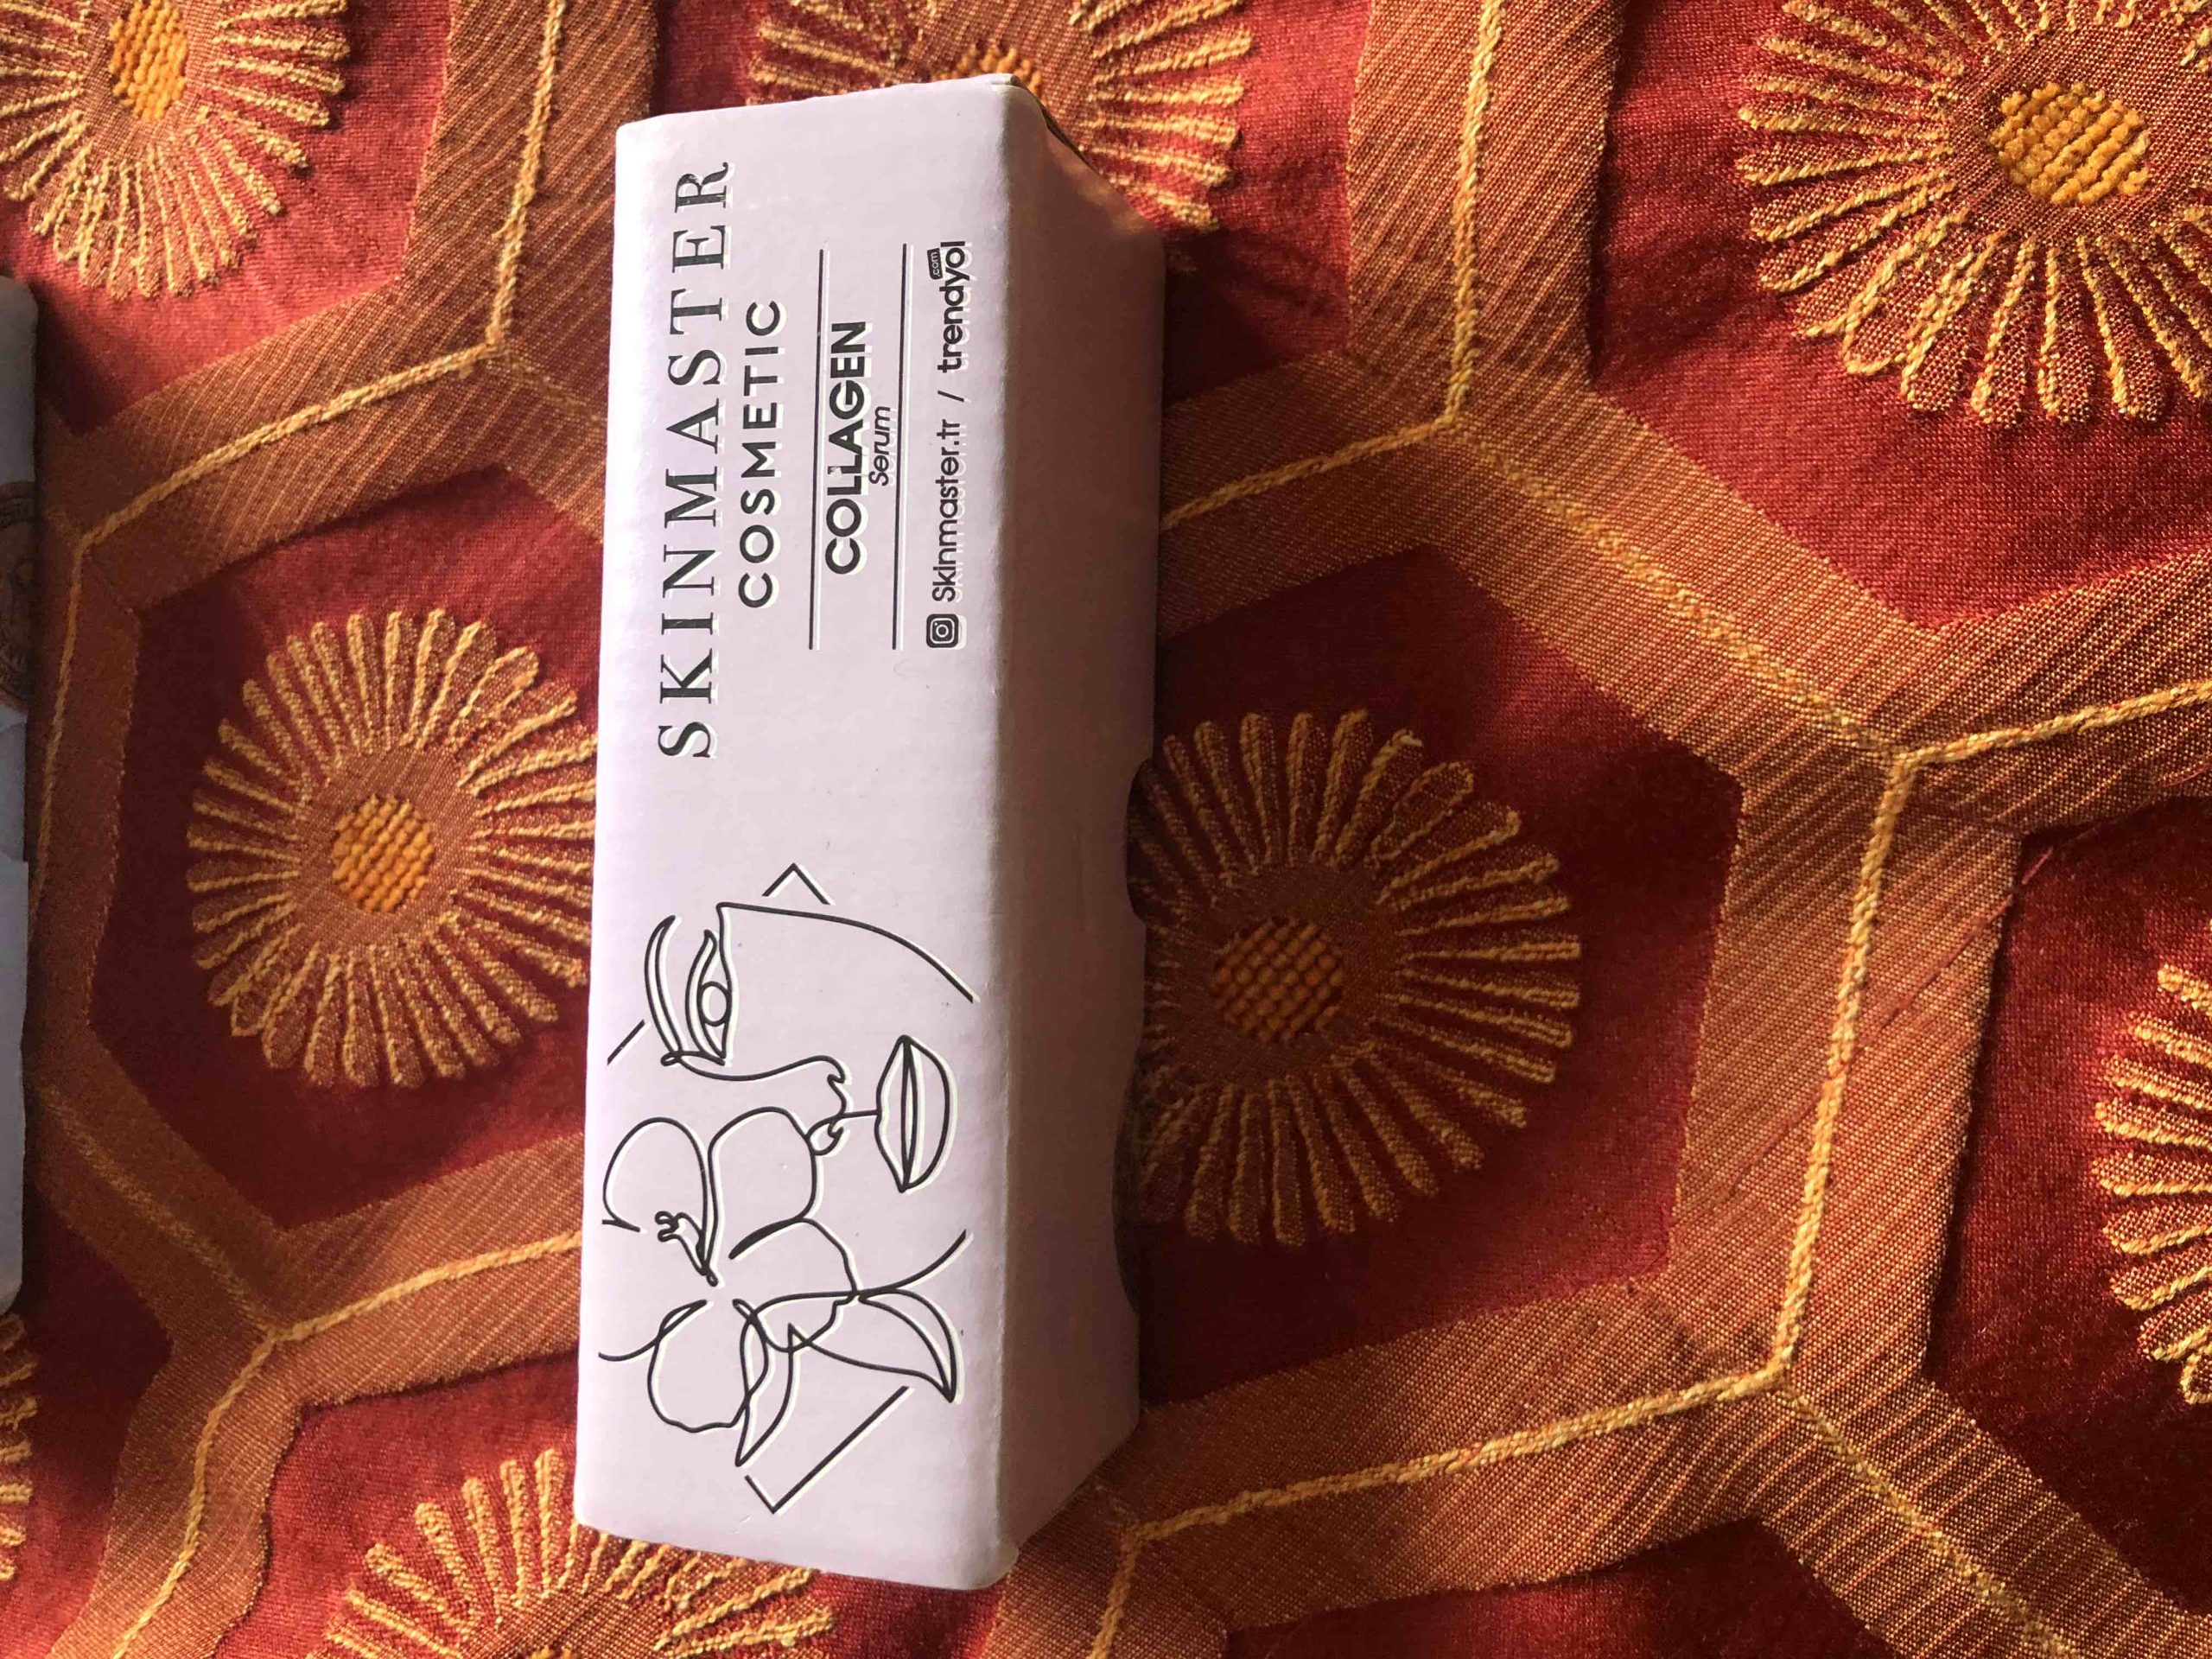 SKINMASTER
COSMETIC
COLLAGEN
Serum
Skinmaster.tr / trendyol.com